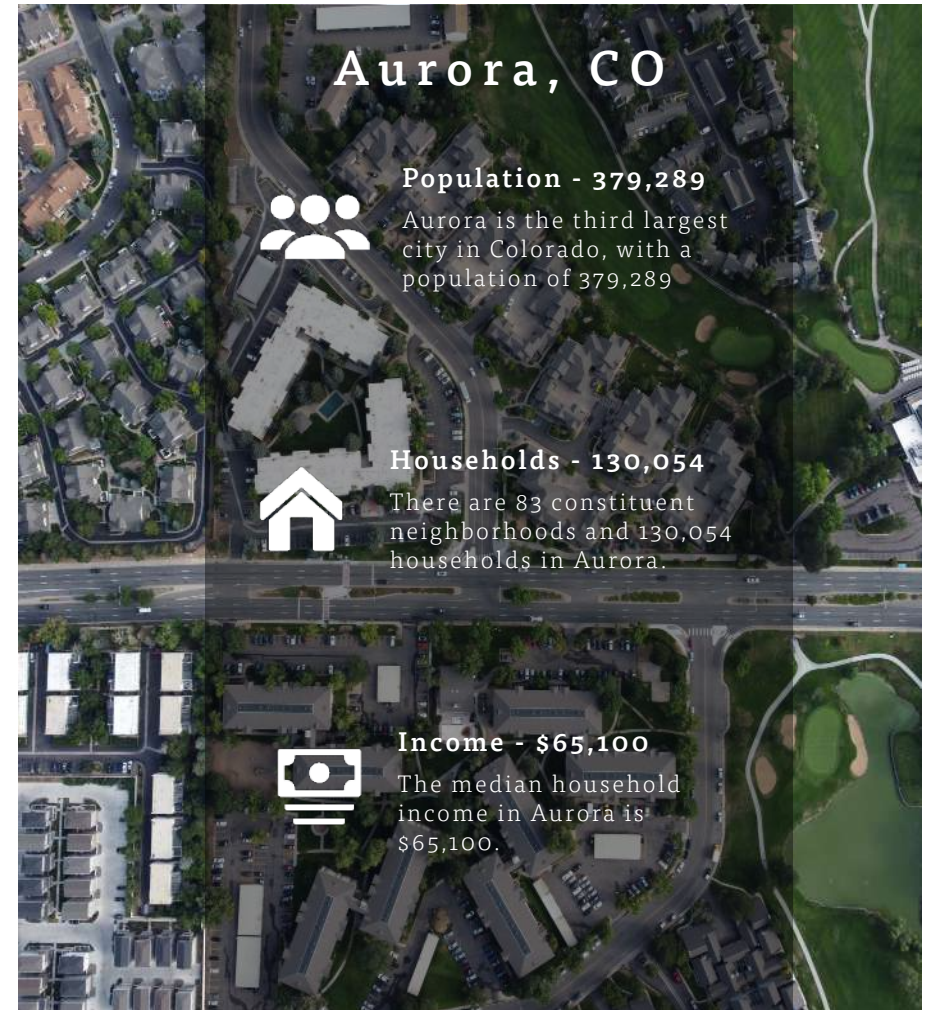 Aurora, CO
Population - 379,289
Aurora is the third largest
city in Colorado, with a
population of 379,289
Households - 130,054
There are 83 constituent
neighborhoods and 130,054
households in Aurora.
Income - $65,100
The median household
income in Aurora is
$65,100.